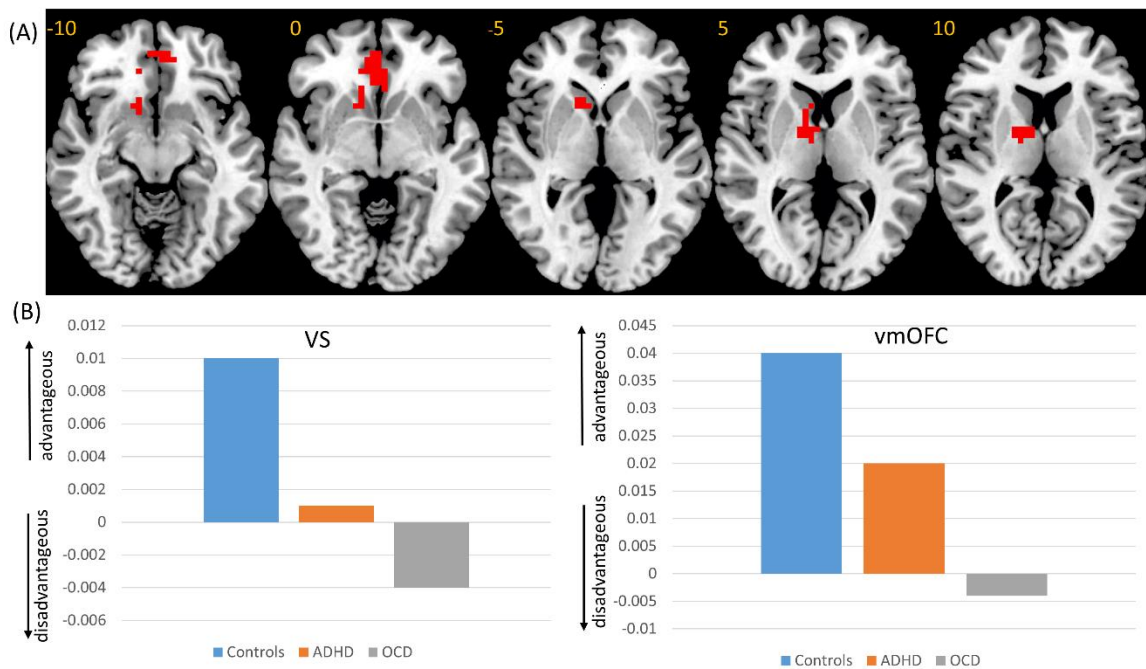 (A)
-10 0 -5 5 10
(B)
VS
advantageous
disadvantageous
0.012
0.01
0.008
0.006
0.004
0.002
0
-0.002
-0.004
-0.006
Controls ADHD OCD
vmOFC
advantageous
disadvantageous
0.045
0.04
0.035
0.03
0.025
0.02
0.015
0.01
0.005
0
-0.005
-0.01
Controls ADHD OCD